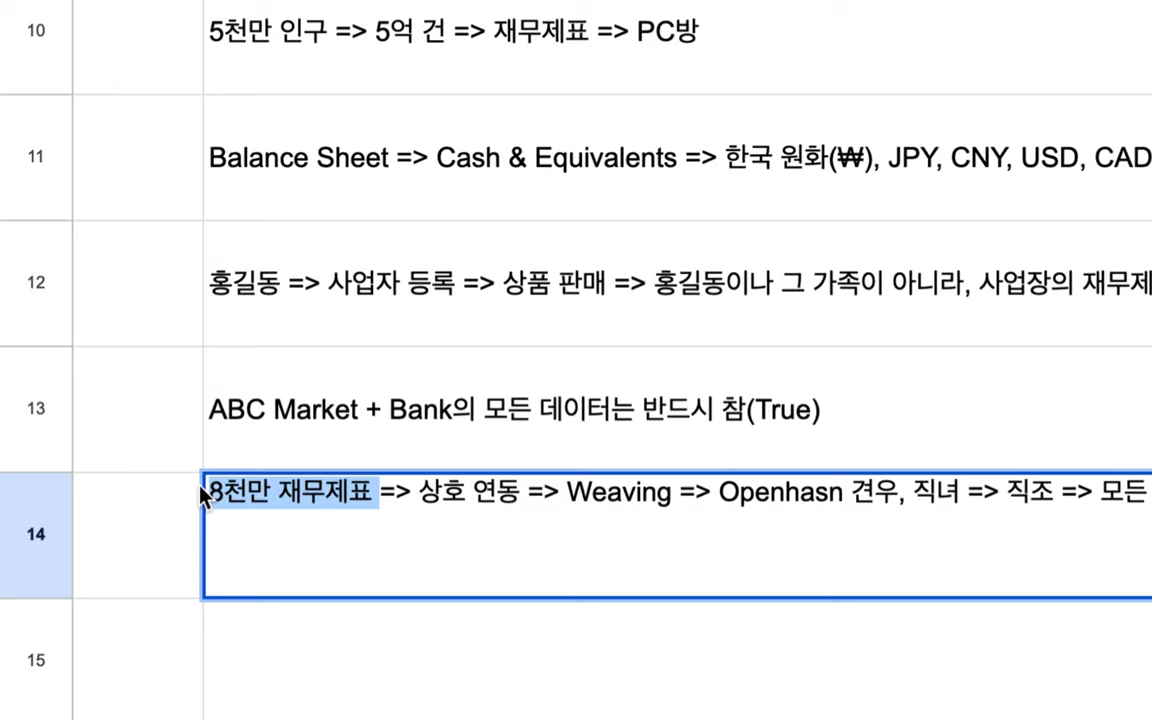 10
5천만 인구 => 5억 건 => 재무제표 => PC방
11
Balance Sheet => Cash & Equivalents => 한국 원화(₩), JPY, CNY, USD, CAD
12
홍길동 => 사업자 등록 => 상품 판매 => 홍길동이나 그 가족이 아니라, 사업장의 재무제
13
ABC Market + Bank의 모든 데이터는 반드시 참(True)
14
8천만 재무제표 => 상호 연동 => Weaving => Openhasn 견우, 직녀 => 직조 => 모든
15